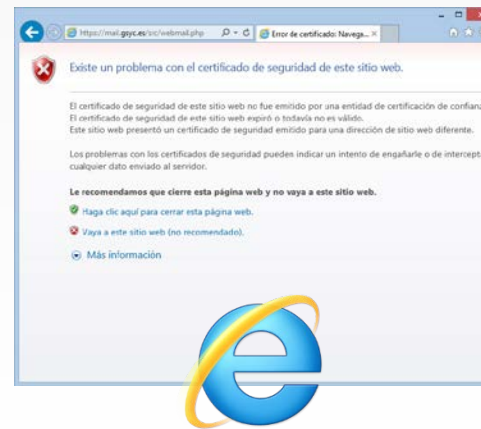 https://mail.gsyc.es/src/webmail.php
Error de certificado: Navega...
Existe un problema con el certificado de seguridad de este sitio web.
El certificado de seguridad de este sitio web no fue emitido por una entidad de certificación de
El certificado de seguridad de este sitio web expiró o todavía no es válido.
Este sitio web presentó un certificado de seguridad emitido para una dirección de sitio web diferente.
Los problemas con los certificados de seguridad pueden indicar un intento de engañarle o de
cualquier dato enviado al servidor.
Le recomendamos que cierre esta página web y no vaya a este sitio web.
Haga clic aquí para cerrar esta página web.
Vaya a este sitio web (no recomendado).
Más información